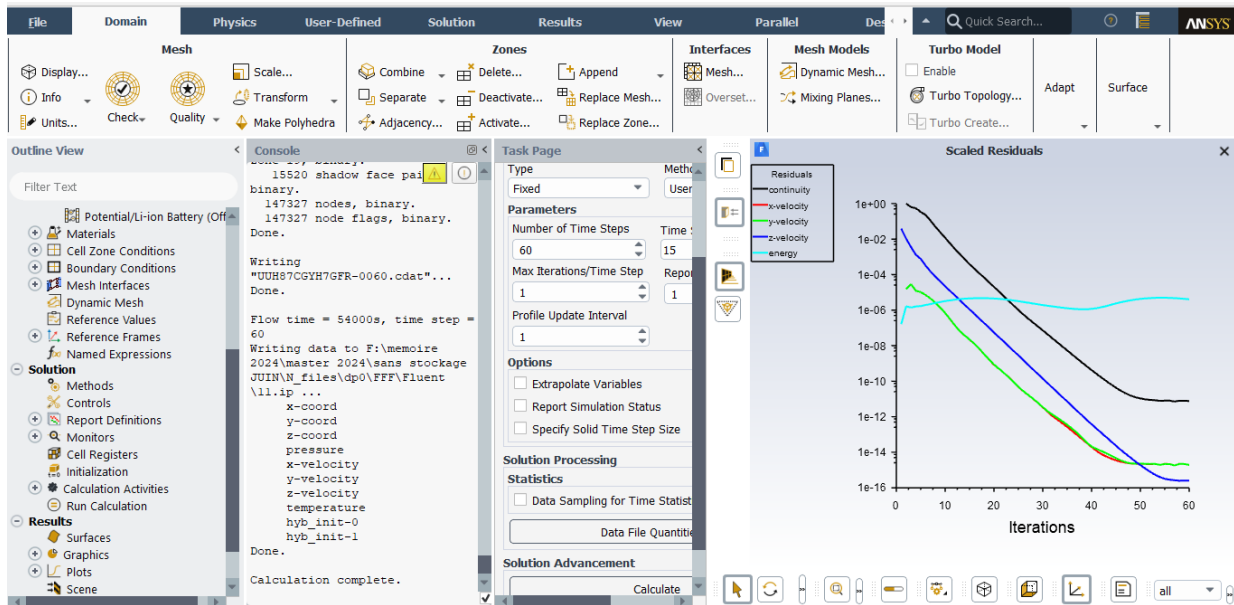 File Domain Physics User-Defined Solution Results View Parallel Des Quick Search... ANSYS
Mesh
Display...
Info
Units...
Check
Quality
Scale...
Transform
Make Polyhedra
Zones
Combine
Separate
Adjacency...
Delete...
Deactivate...
Activate...
Append
Replace Mesh...
Replace Zone...
Interfaces
Mesh...
Overset...
Mesh Models
Dynamic Mesh...
Mixing Planes...
Turbo Model
Enable
Turbo Topology...
Turbo Create...
Adapt
Surface
Outline View
Filter Text
Potential/Li-ion Battery (Off
Materials
Cell Zone Conditions
Boundary Conditions
Mesh Interfaces
Dynamic Mesh
Reference Values
Reference Frames
Named Expressions
Solution
Methods
Controls
Report Definitions
Monitors
Cell Registers
Initialization
Calculation Activities
Run Calculation
Results
Surfaces
Graphics
Plots
Scene
Console
15520 shadow face pai
binary.
147327 nodes, binary.
147327 node flags, binary.
Done.
Writing
"UUH87CGYH7GFR-0060.cdat"...
Done.
Flow time = 54000s, time step =
60
Writing data to F:\memoire
2024\master 2024\sans stockage
JUIN\N_files\dp0\FFF\Fluent
\11.ip ...
x-coord
y-coord
z-coord
pressure
x-velocity
y-velocity
z-velocity
temperature
hyb_init-0
hyb_init-1
Done.
Calculation complete.
Task Page
Type Metho
Fixed User
Parameters
Number of Time Steps Time S
60 15
Max Iterations/Time Step Repor
1 1
Profile Update Interval
1
Options
Extrapolate Variables
Report Simulation Status
Specify Solid Time Step Size
Solution Processing
Statistics
Data Sampling for Time Statist
Data File Quantitie
Solution Advancement
Calculate
Scaled Residuals
Residuals
continuity
x-velocity
y-velocity
z-velocity
energy
1e+00
1e-02
1e-04
1e-06
1e-08
1e-10
1e-12
1e-14
1e-16
0 10 20 30 40 50 60
Iterations
all